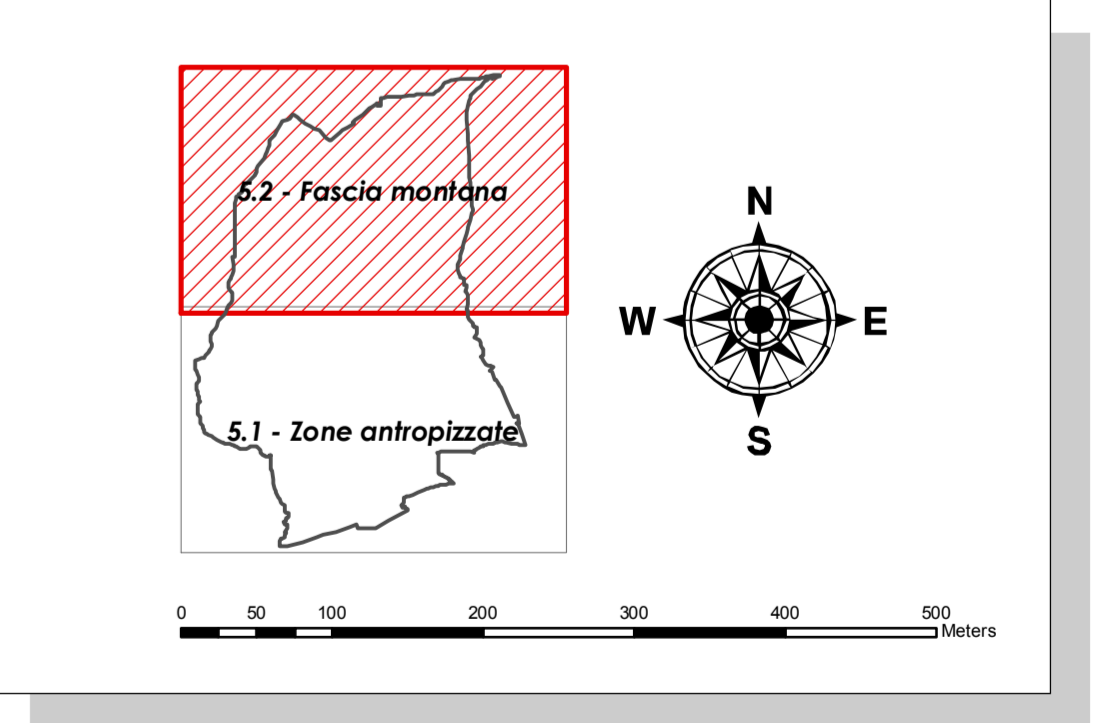 5.2 - Fascia montana
N
W E
5.1 - Zone antropizzate
S
0 50 100 200 300 400 500
Meters